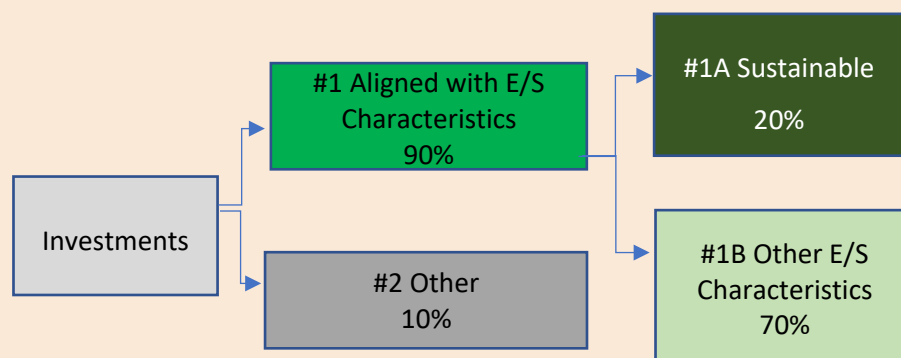 Investments
#1 Aligned with E/S
Characteristics
90%
#2 Other
10%
#1A Sustainable
20%
#1B Other E/S
Characteristics
70%